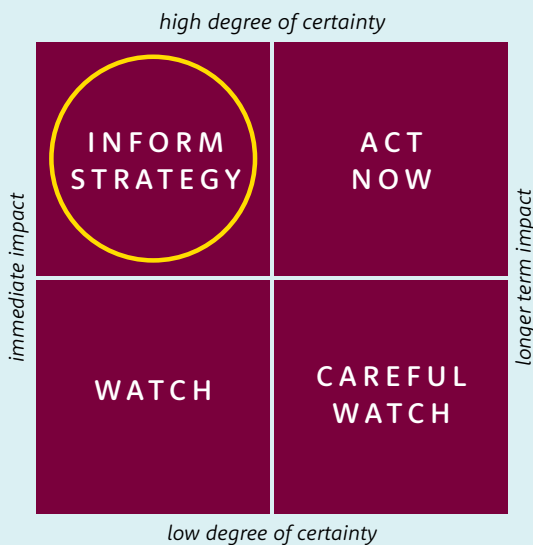 high degree of certainty
immediate impact
INFORM
STRATEGY
ACT
NOW
longer term impact
WATCH
CAREFUL
WATCH
low degree of certainty